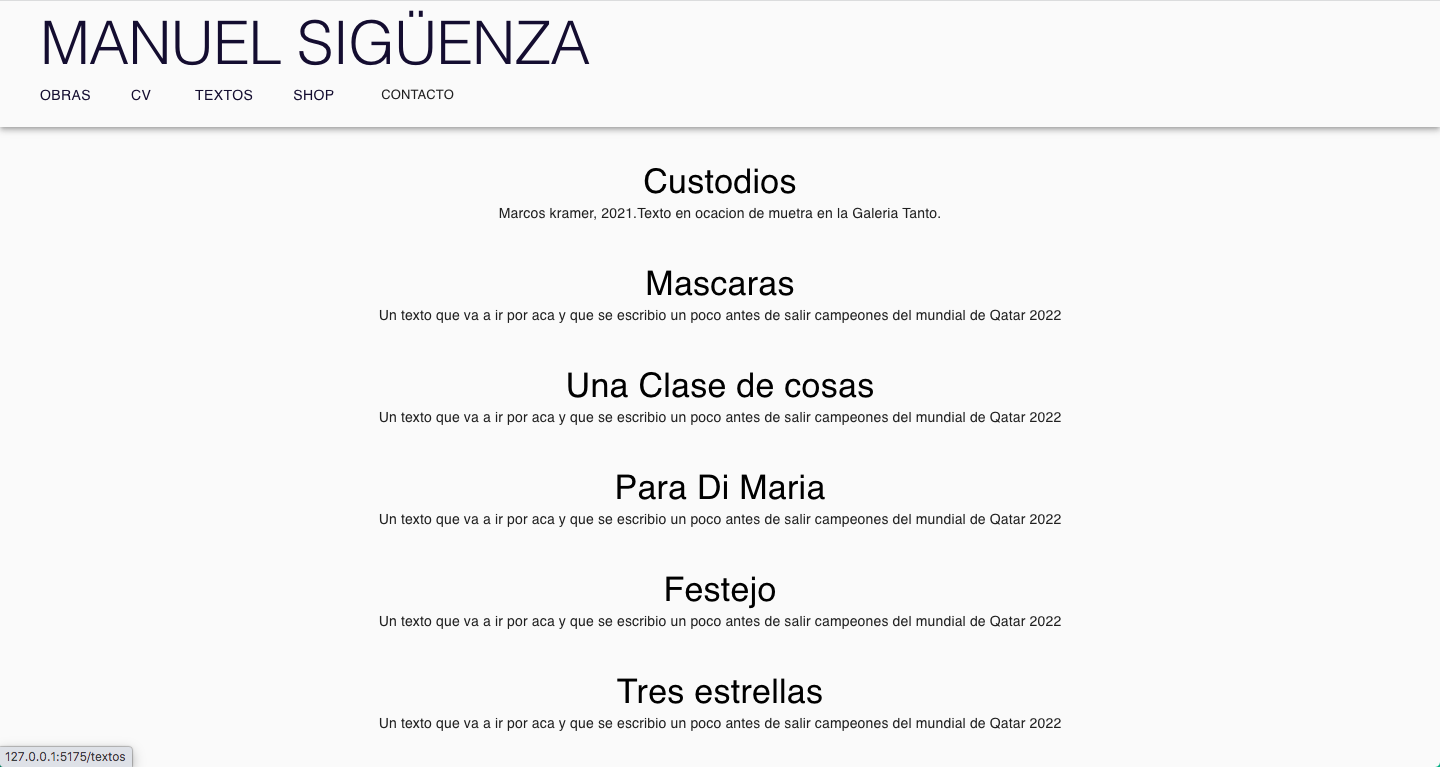 MANUEL SIGÜENZA
OBRAS CV TEXTOS SHOP CONTACTO
Custodios
Marcos kramer, 2021.Texto en ocacion de muetra en la Galeria Tanto.
Mascaras
Un texto que va a ir por aca y que se escribio un poco antes de salir campeones del mundial de Qatar 2022
Una Clase de cosas
Un texto que va a ir por aca y que se escribio un poco antes de salir campeones del mundial de Qatar 2022
Para Di Maria
Un texto que va a ir por aca y que se escribio un poco antes de salir campeones del mundial de Qatar 2022
Festejo
Un texto que va a ir por aca y que se escribio un poco antes de salir campeones del mundial de Qatar 2022
Tres estrellas
Un texto que va a ir por aca y que se escribio un poco antes de salir campeones del mundial de Qatar 2022
127.0.0.1:5175/textos